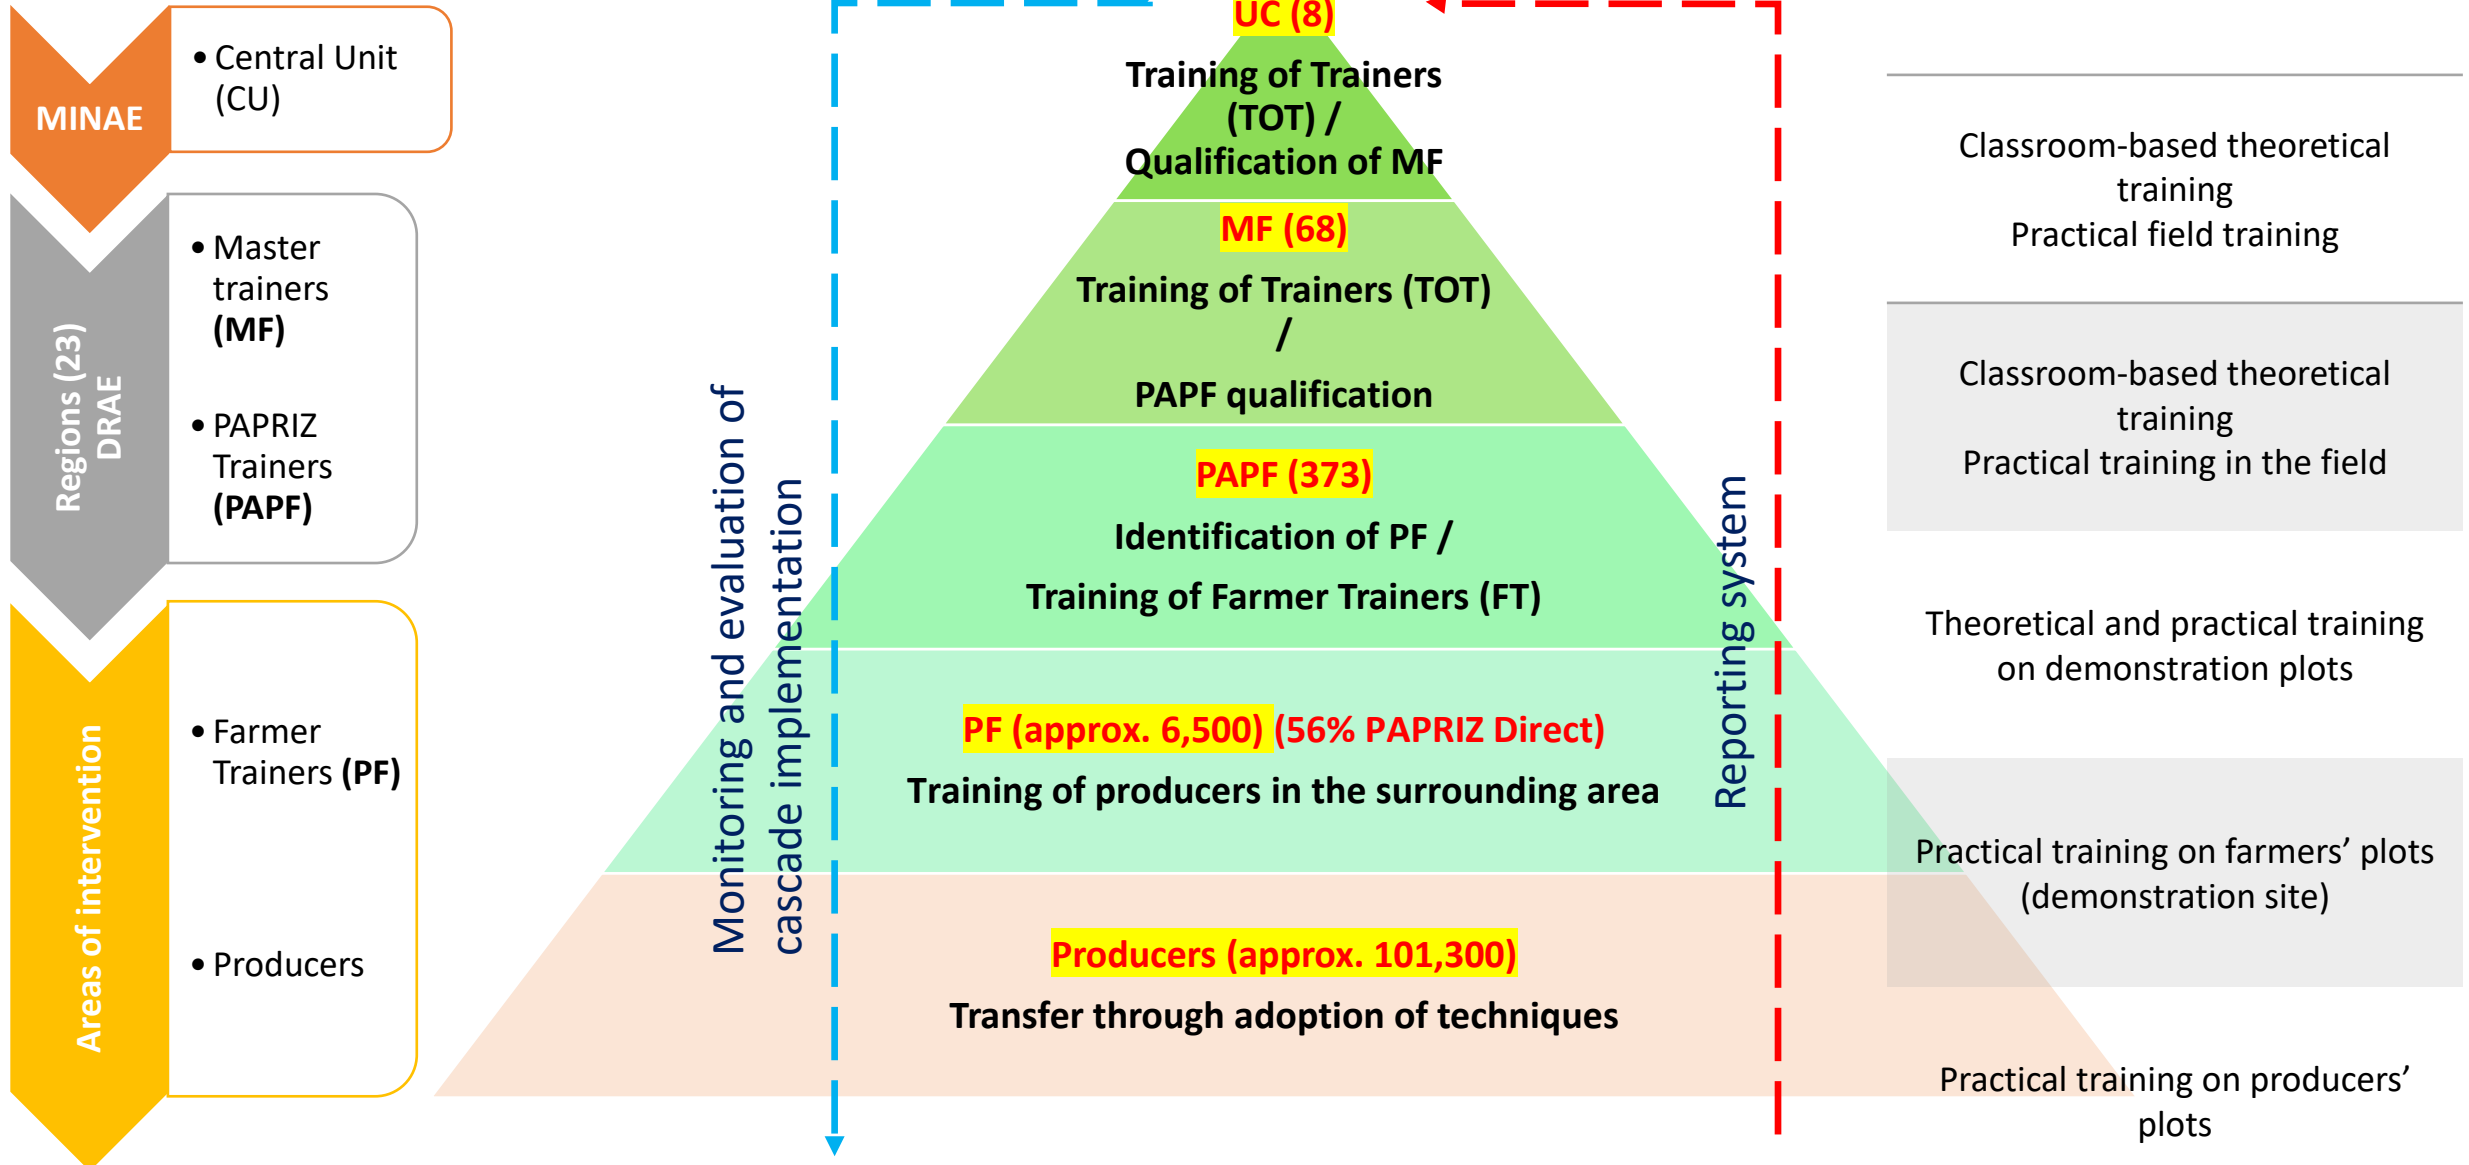 MINAE
• Central Unit
(CU)
Regions (23)
DRAE
• Master
trainers
(MF)
• PAPRIZ
Trainers
(PAPF)
Areas of intervention
• Farmer
Trainers (PF)
• Producers
Monitoring and evaluation of
cascade implementation
UC (8)
Training of Trainers
(TOT) /
Qualification of MF
MF (68)
Training of Trainers (TOT)
/
PAPF qualification
PAPF (373)
Identification of PF /
Training of Farmer Trainers (FT)
PF (approx. 6,500) (56% PAPRIZ Direct)
Training of producers in the surrounding area
Producers (approx. 101,300)
Transfer through adoption of techniques
Reporting system
Classroom-based theoretical
training
Practical field training
Classroom-based theoretical
training
Practical training in the field
Theoretical and practical training
on demonstration plots
Practical training on farmers’ plots
(demonstration site)
Practical training on producers’
plots